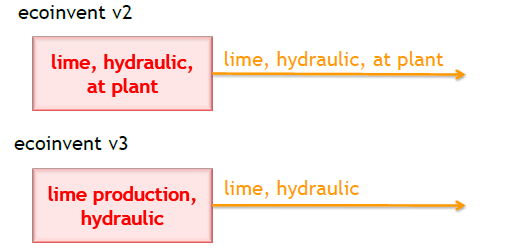 ecoinvent v2
lime, hydraulic,
at plant
lime, hydraulic, at plant
ecoinvent v3
lime production,
hydraulic
lime, hydraulic